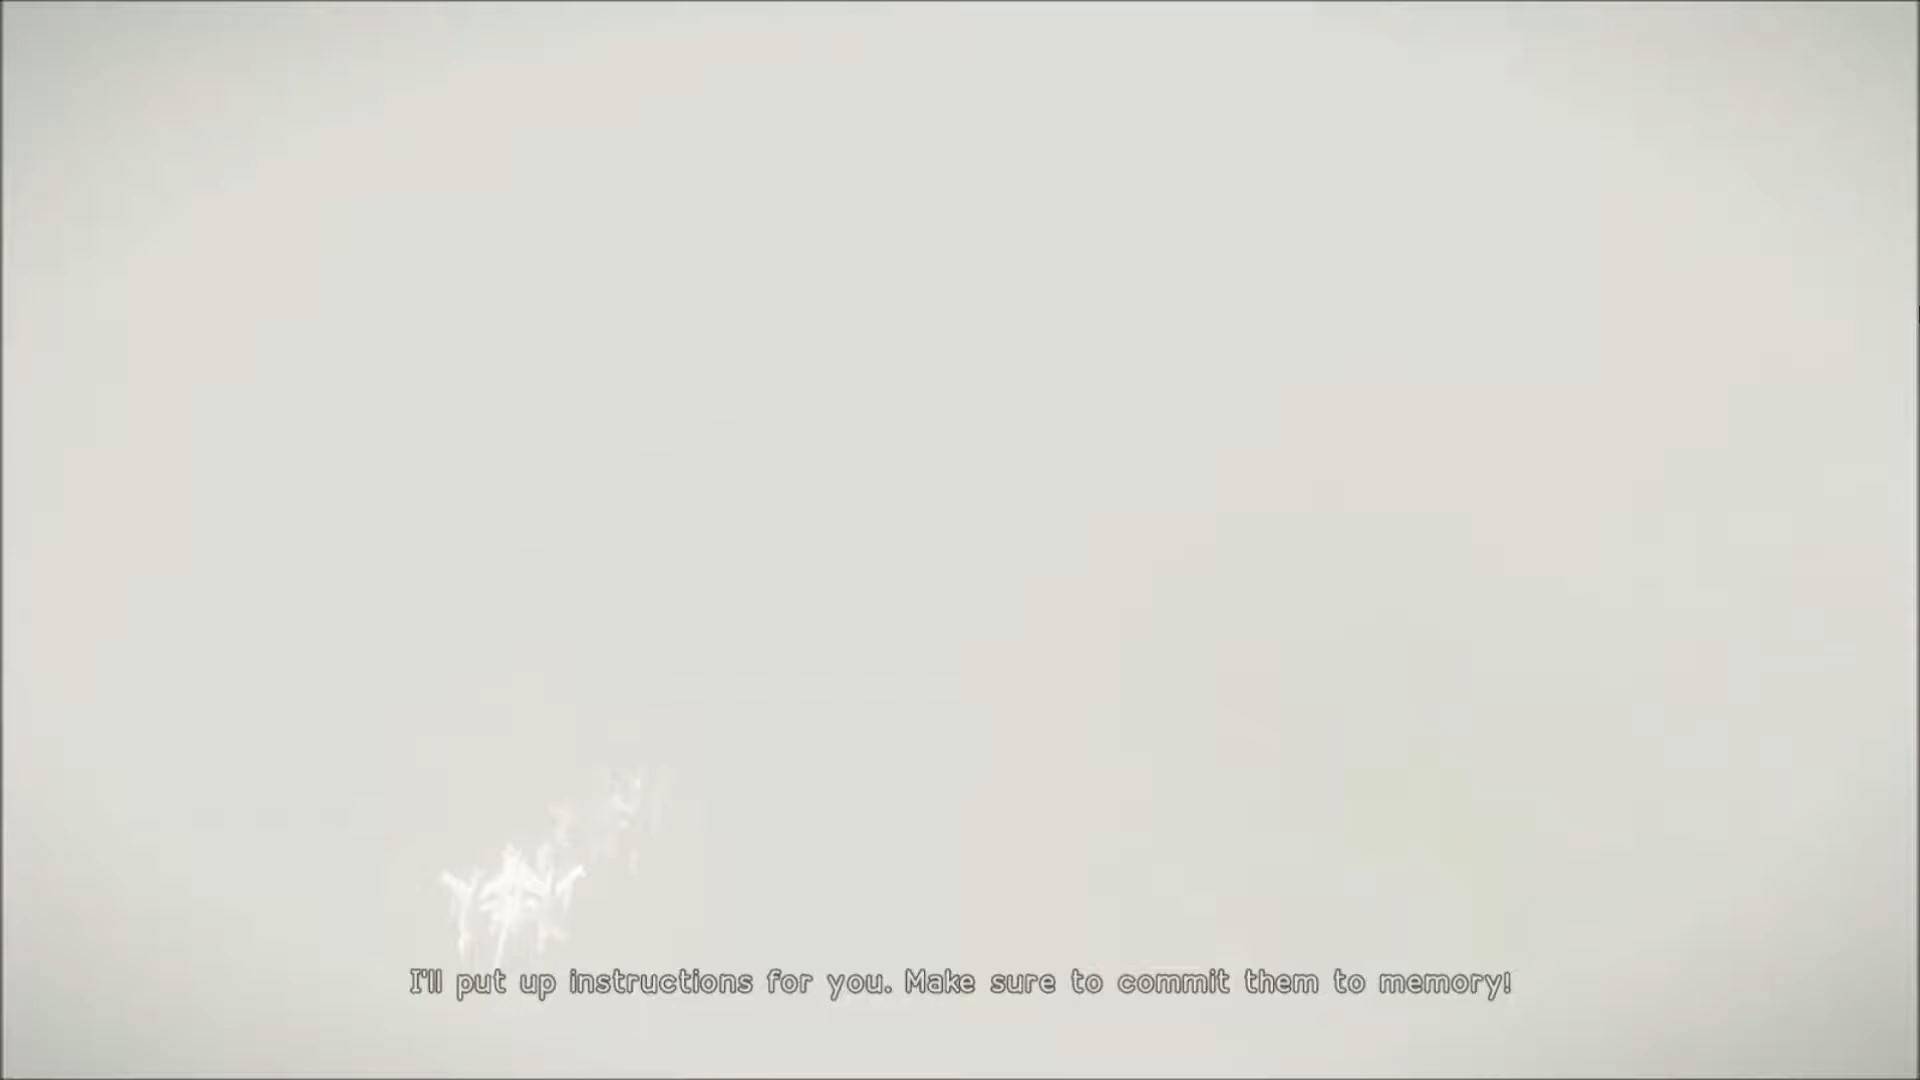 I'll put up instructions for you. Make sure to commit them to memory!